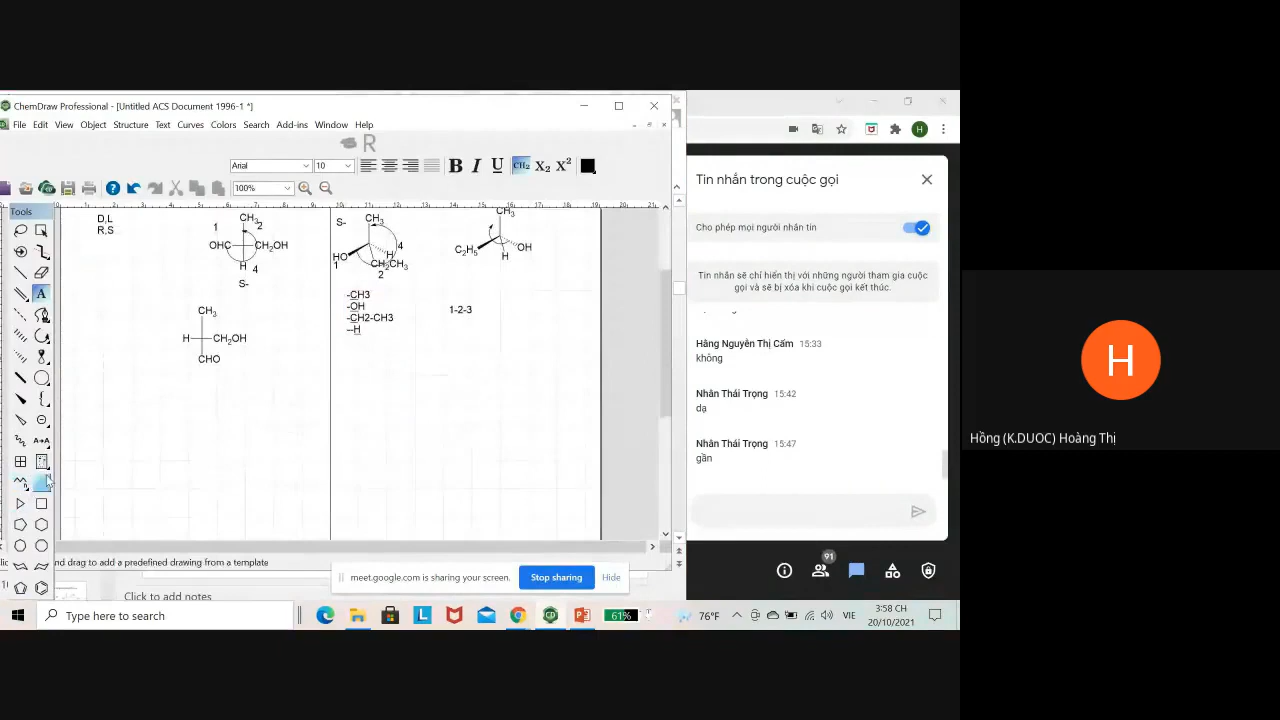 ChemDraw Professional - [Untitled ACS Document 1996-1 *]
File Edit View Object Structure Text Curves Colors Search Add-ins Window Help
R
Arial 10 B I U CH2 X2 X2
100%
Tools
D,L
R,S
1
CH3
2
OHC
CH2OH
H
4
S-
CH3
H
CH2OH
CHO
S-
CH3
4
H
HO
1
CH2CH3
2
-CH3
-OH
-CH2-CH3
--H
CH3
C2H5
OH
H
1-2-3
nd drag to add a predefined drawing from a template
Click to add notes
meet.google.com is sharing your screen. Stop sharing Hide
Tin nhắn trong cuộc gọi
Cho phép mọi người nhắn tin
Tin nhắn sẽ chỉ hiển thị với những người tham gia cuộc
gọi và sẽ bị xóa khi cuộc gọi kết thúc.
Hằng Nguyễn Thị Cẩm 15:33
không
Nhân Thái Trọng 15:42
dạ
Nhân Thái Trọng 15:47
gần
91
H
H
Hồng (K.DUOC) Hoàng Thị
Type here to search
61%
76°F
VIE
3:58 CH
20/10/2021